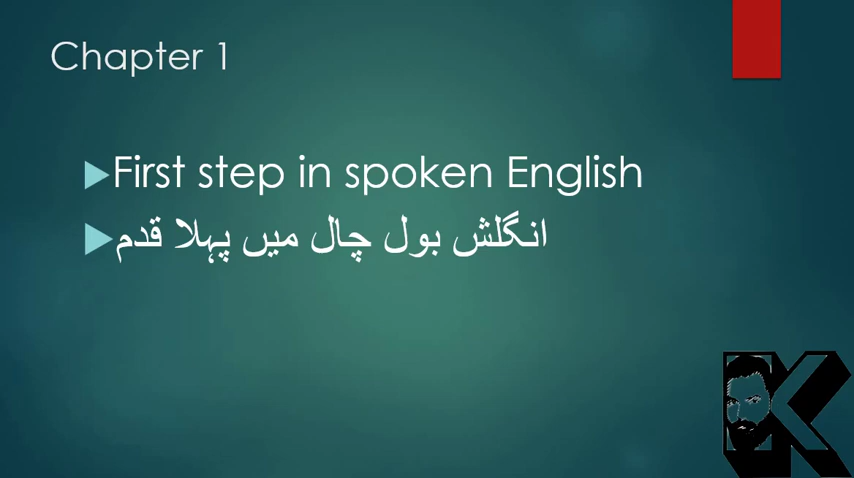 Chapter 1
First step in spoken English
انگلش بول چال میں پہلا قدم